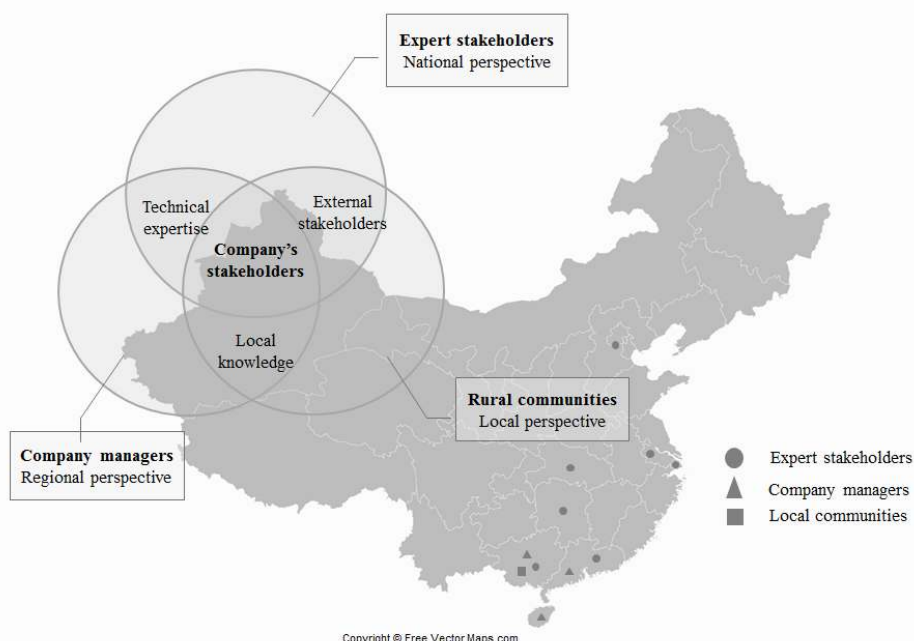 Expert stakeholders
National perspective
Technical
expertise
External
stakeholders
Company's
stakeholders
Local
knowledge
Rural communities
Local perspective
Company managers
Regional perspective
Expert stakeholders
Company managers
Local communities
Copyright © Free Vector Maps.com